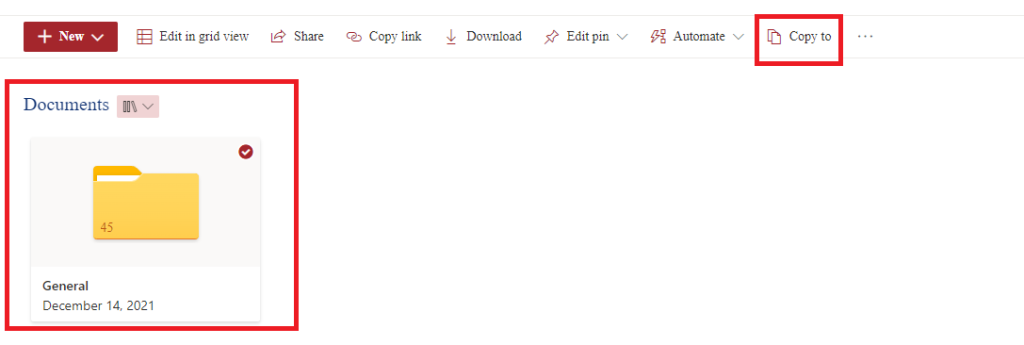 New Edit in grid view Share Copy link Download Edit pin Automate Copy to ...
Documents
45
General
December 14, 2021